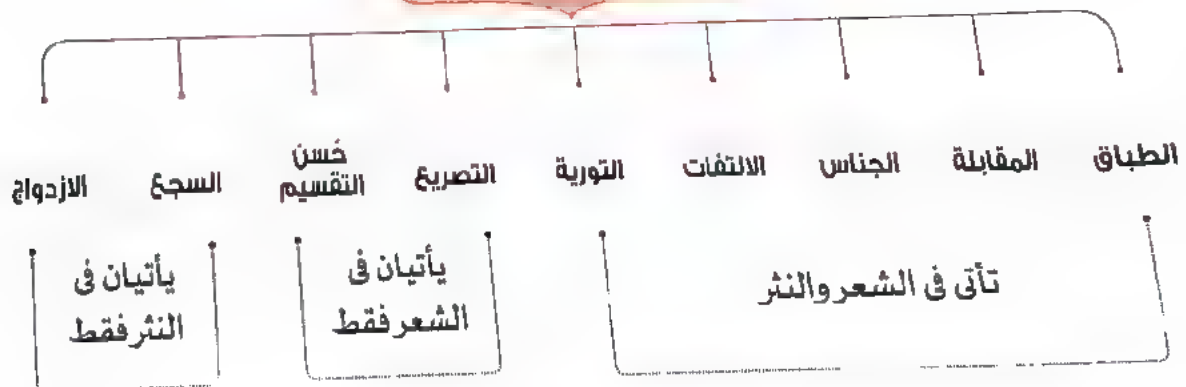 الطباق
المقابلة
الجناس
الالتفات
التورية
التصريع
حُسن
التقسيم
السجع
الازدواج
تأتى فى الشعر والنثر
يأتيان فى
الشعر فقط
يأتيان فى
النثر فقط